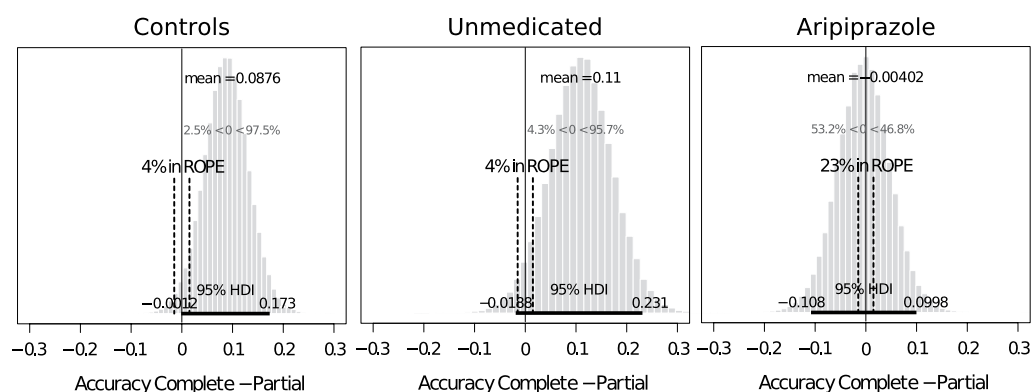 Controls
mean =0.0876
2.5% <0 <97.5%
4% in ROPE
95% HDI
−0.0012 0.173
−0.3 −0.2 −0.1 0 0.1 0.2 0.3
Accuracy Complete −Partial
Unmedicated
mean =0.11
4.3% <0 <95.7%
4% in ROPE
95% HDI
−0.0188 0.231
−0.3 −0.2 −0.1 0 0.1 0.2 0.3
Accuracy Complete −Partial
Aripiprazole
mean =−0.00402
53.2% <0 <46.8%
23% in ROPE
95% HDI
−0.108 0.0998
−0.3 −0.2 −0.1 0 0.1 0.2 0.3
Accuracy Complete −Partial